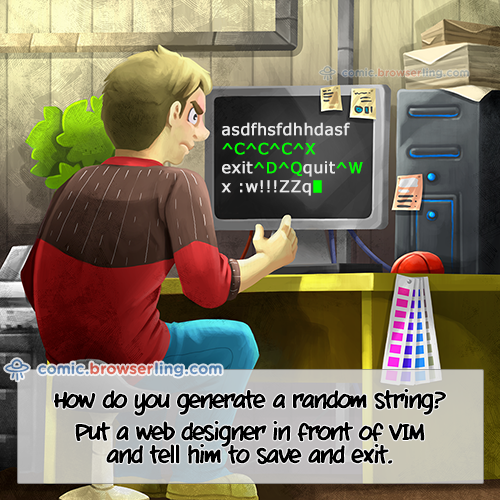 comic.browserling.com
asdfhsfdhhdasf
^C^C^C^X
exit^D^Qquit^W
x :w!!!ZZq
comic.browserling.com
How do you generate a random string?
Put a web designer in front of VIM
and tell him to save and exit.